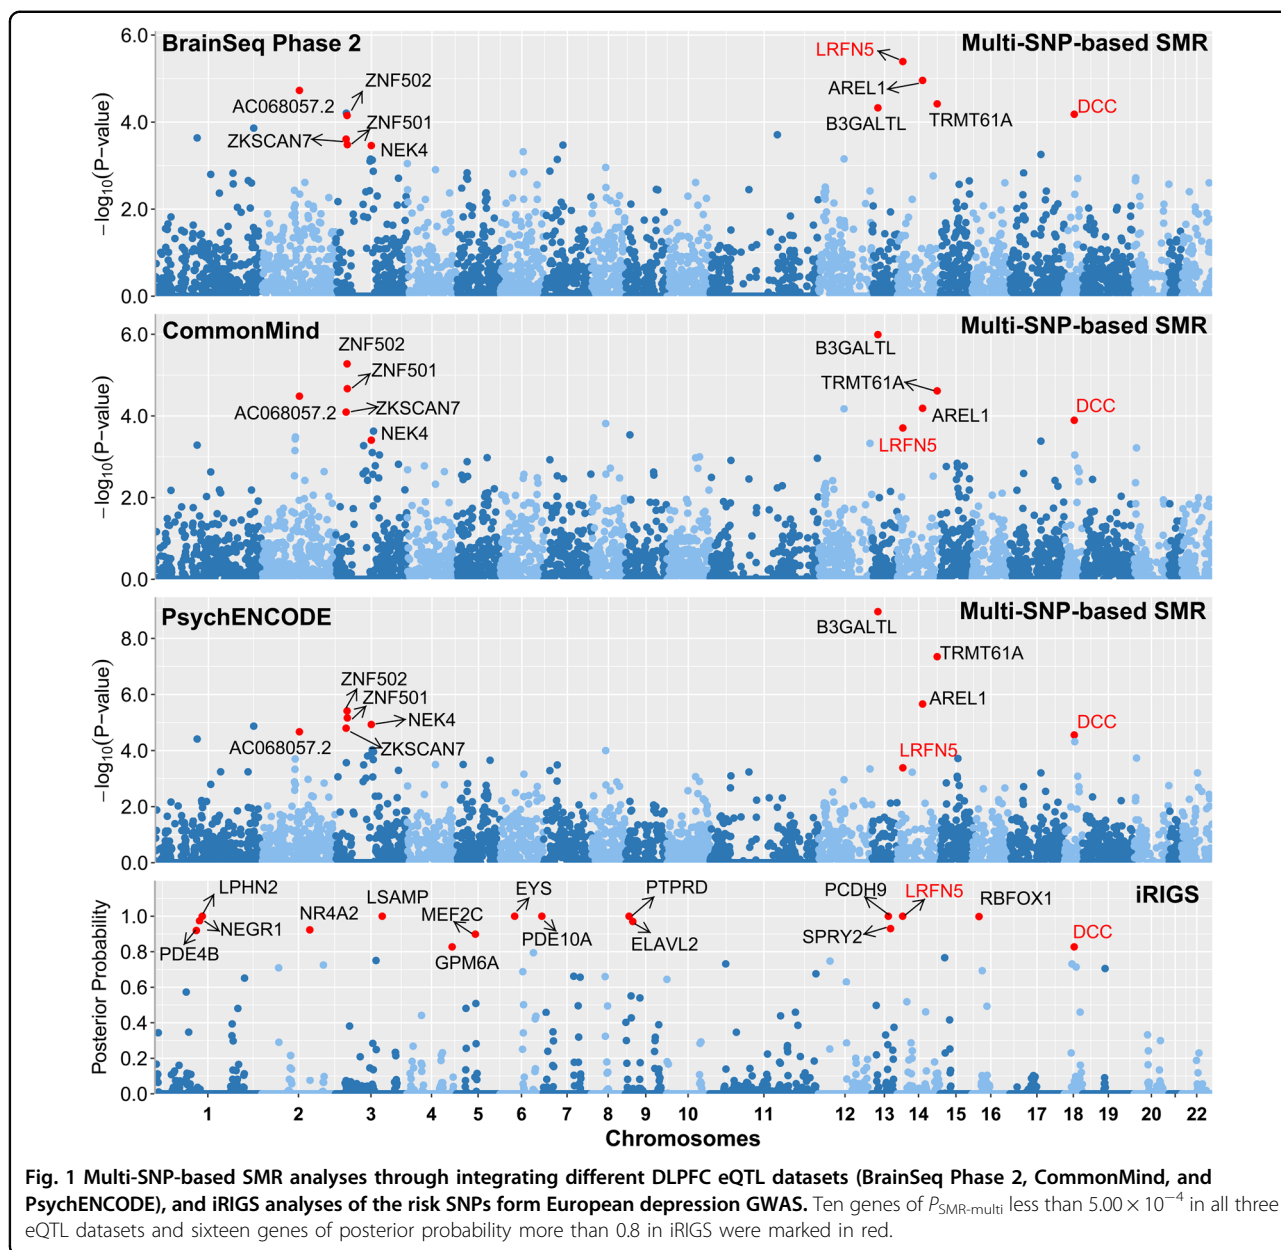 BrainSeq Phase 2
Multi-SNP-based SMR
−log10(P−value)
6.0
4.0
2.0
0.0
AC068057.2
ZNF502
ZNF501
ZKSCAN7
NEK4
LRFN5
AREL1
B3GALTL
TRMT61A
DCC
CommonMind
Multi-SNP-based SMR
−log10(P−value)
6.0
4.0
2.0
0.0
ZNF502
ZNF501
AC068057.2
ZKSCAN7
NEK4
B3GALTL
TRMT61A
AREL1
LRFN5
DCC
PsychENCODE
Multi-SNP-based SMR
−log10(P−value)
8.0
6.0
4.0
2.0
0.0
ZNF502
ZNF501
NEK4
AC068057.2
ZKSCAN7
B3GALTL
TRMT61A
AREL1
LRFN5
DCC
iRIGS
Posterior Probability
1.0
0.8
0.6
0.4
0.2
0.0
LPHN2
NEGR1
PDE4B
NR4A2
LSAMP
MEF2C
GPM6A
EYS
PDE10A
PTPRD
ELAVL2
PCDH9
SPRY2
LRFN5
RBFOX1
DCC
1 2 3 4 5 6 7 8 9 10 11 12 13 14 15 16 17 18 19 20 22
Chromosomes
Fig. 1 Multi-SNP-based SMR analyses through integrating different DLPFC eQTL datasets (BrainSeq Phase 2, CommonMind, and
PsychENCODE), and iRIGS analyses of the risk SNPs form European depression GWAS. Ten genes of PSMR-multi less than 5.00 × 10−4 in all three
eQTL datasets and sixteen genes of posterior probability more than 0.8 in iRIGS were marked in red.